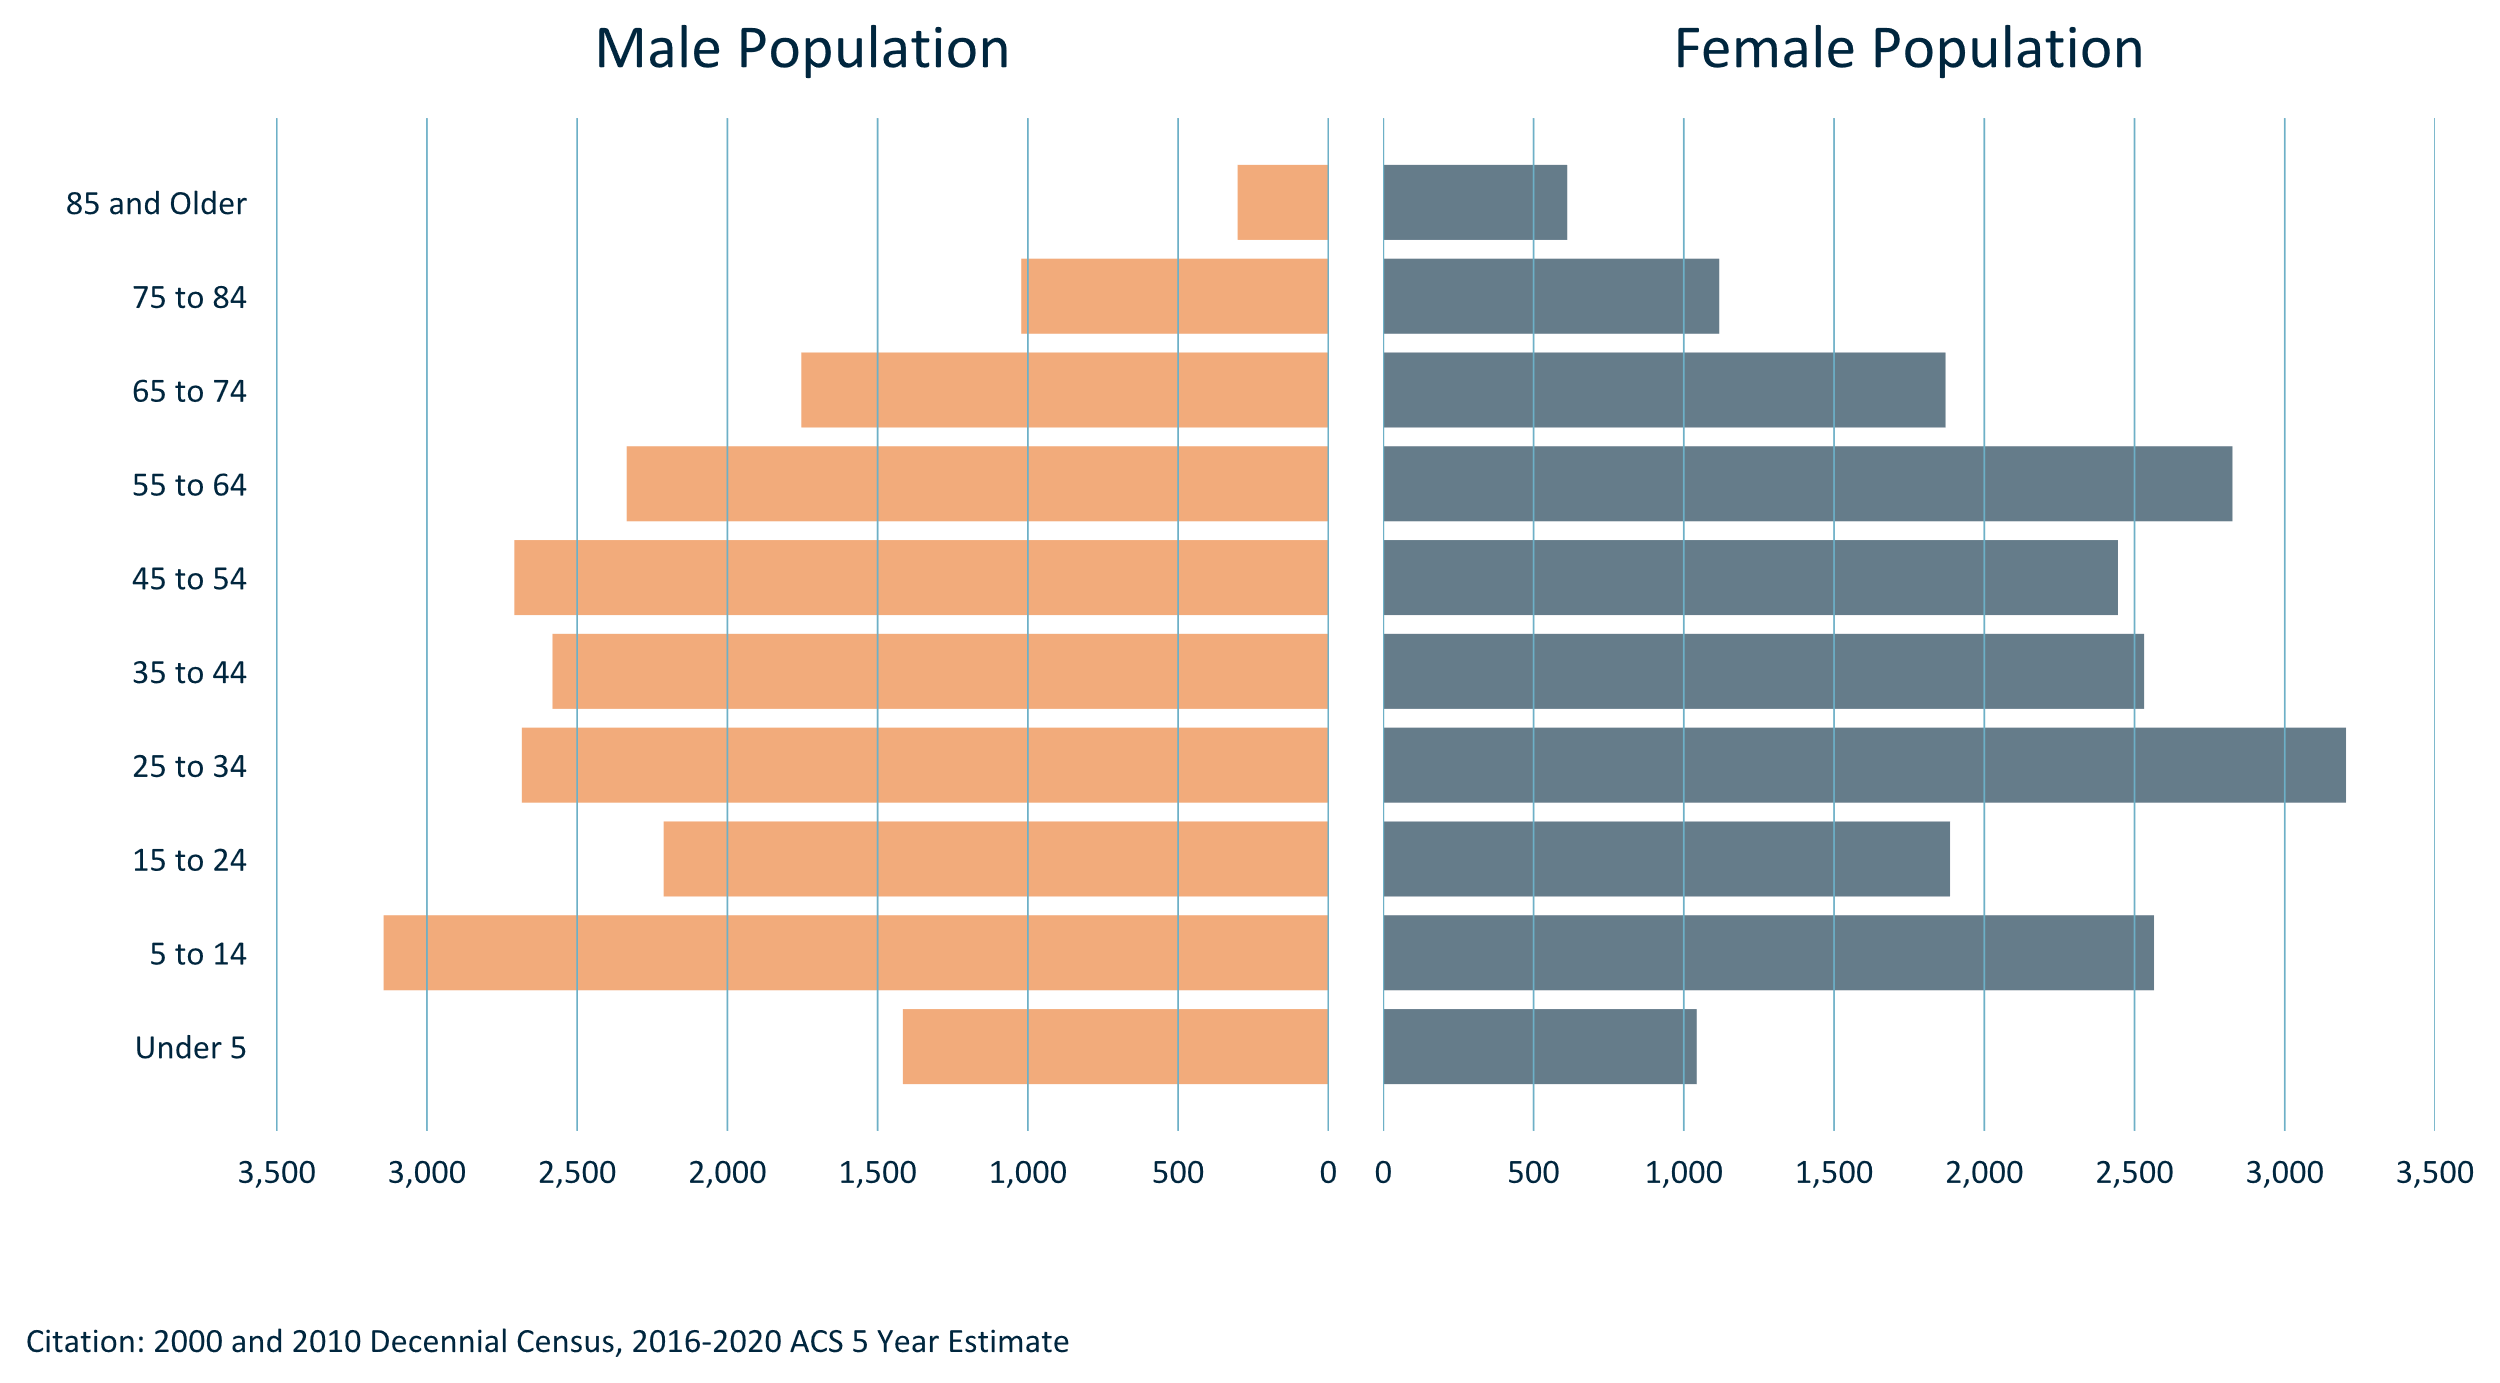 Male Population
Female Population
85 and Older
75 to 84
65 to 74
55 to 64
45 to 54
35 to 44
25 to 34
15 to 24
5 to 14
Under 5
3,500 3,000 2,500 2,000 1,500 1,000 500 0
0 500 1,000 1,500 2,000 2,500 3,000 3,500
Citation: 2000 and 2010 Decennial Census, 2016-2020 ACS 5 Year Estimate